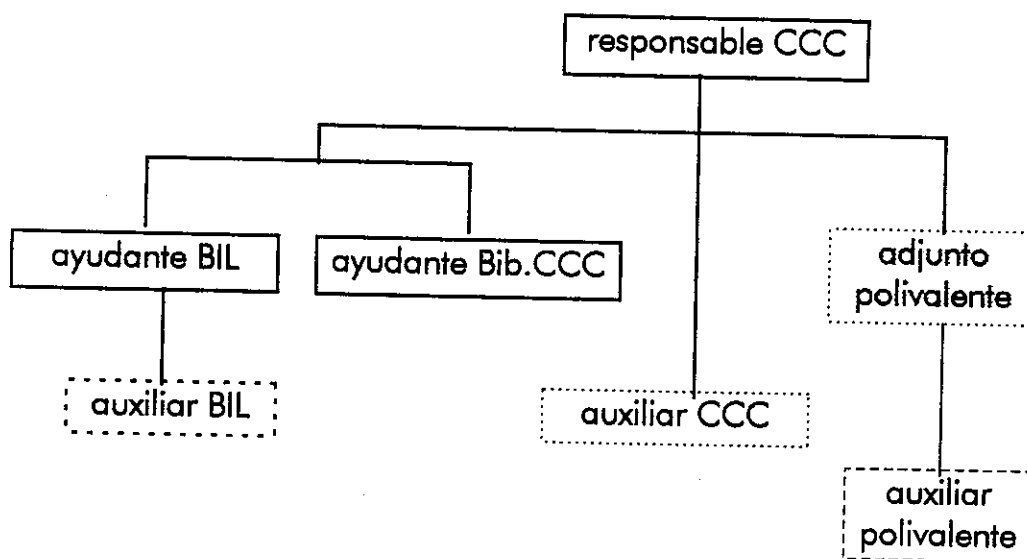 responsable CCC
ayudante BIL
ayudante Bib.CCC
adjunto
polivalente
auxiliar BIL
auxiliar CCC
auxiliar
polivalente